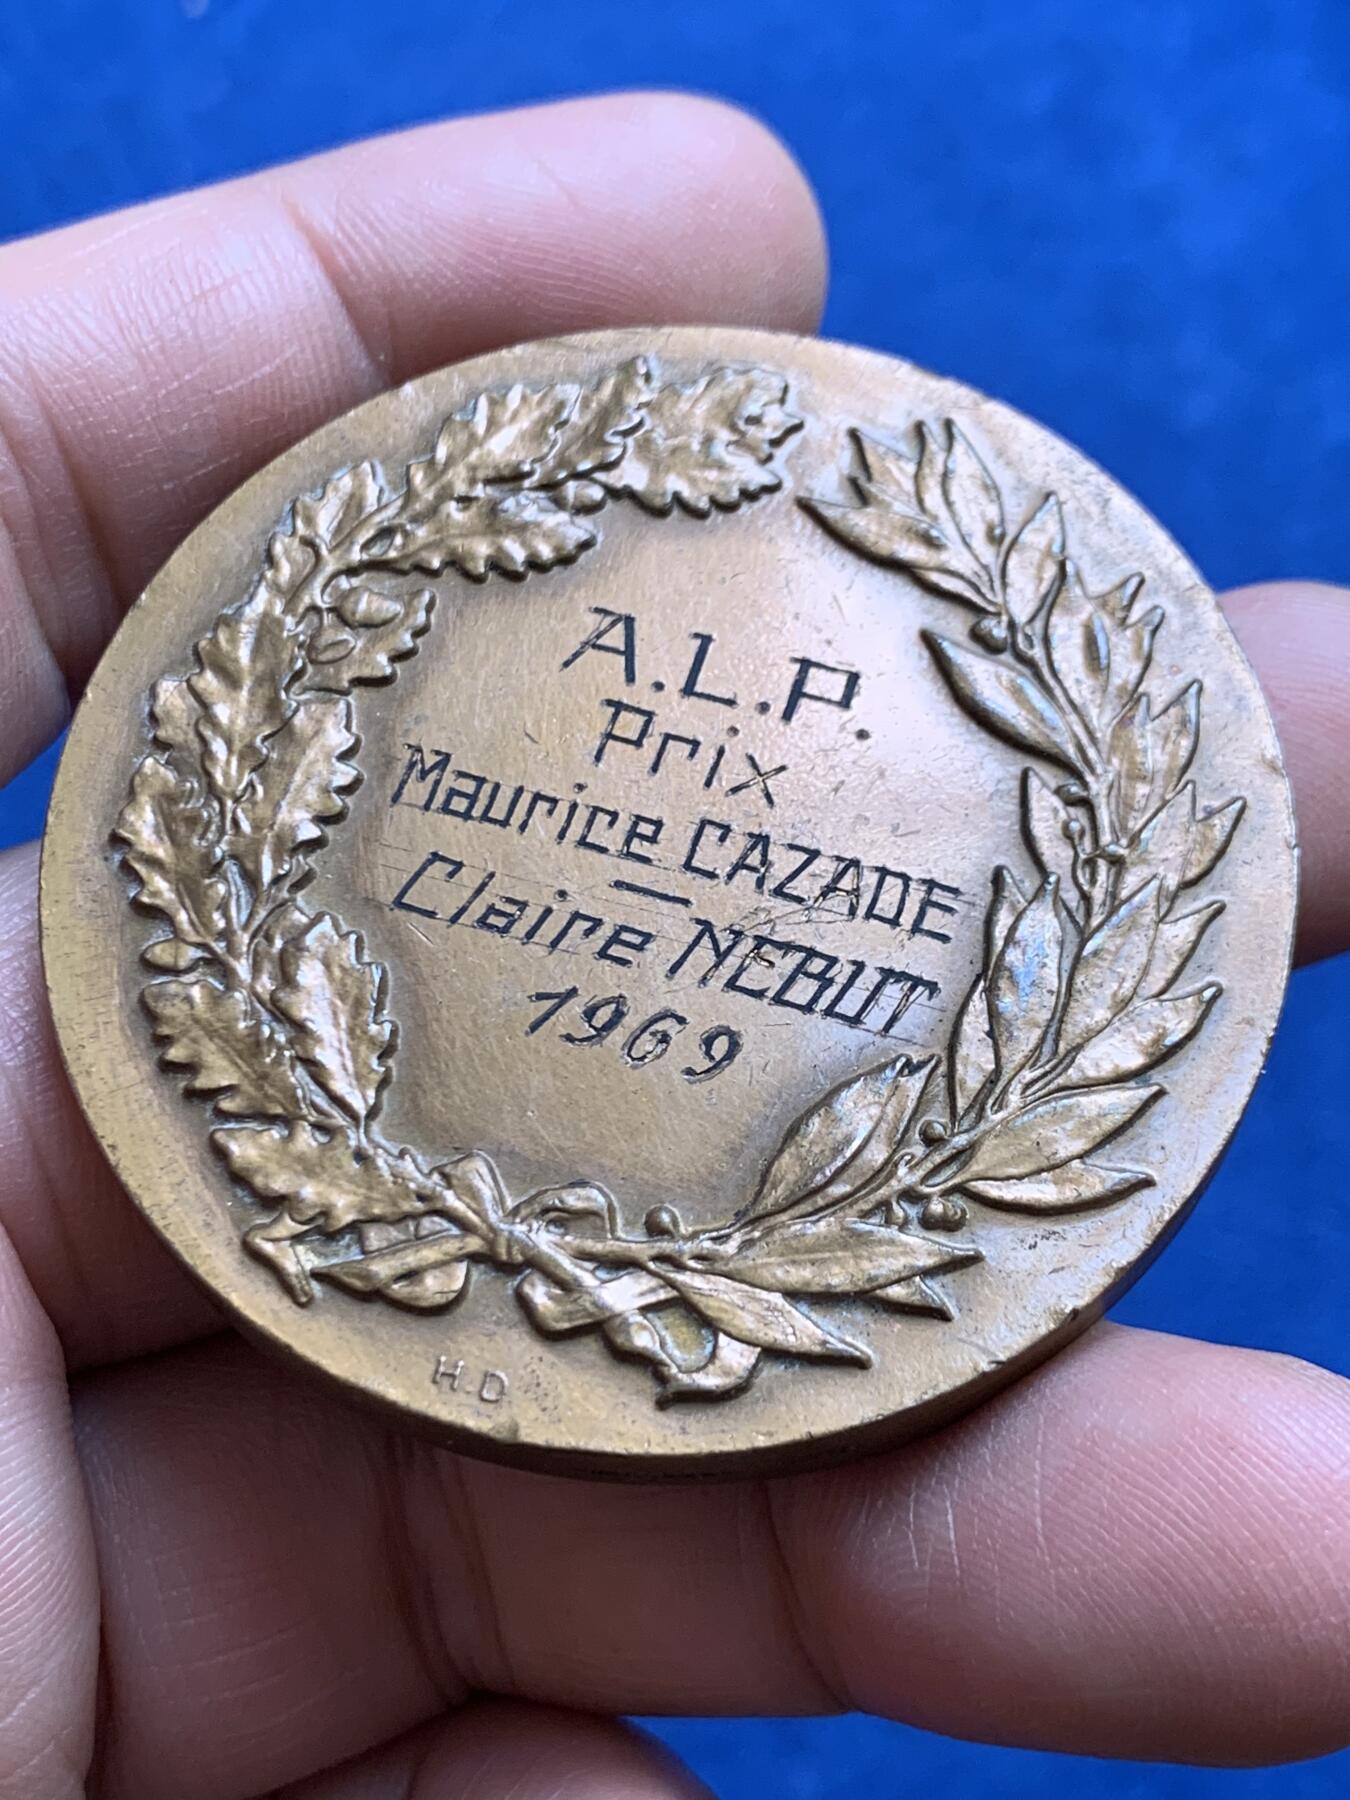 A.L.P.
Prix
Maurice CAZADE
—
Claire NEBUT
1969
H.D